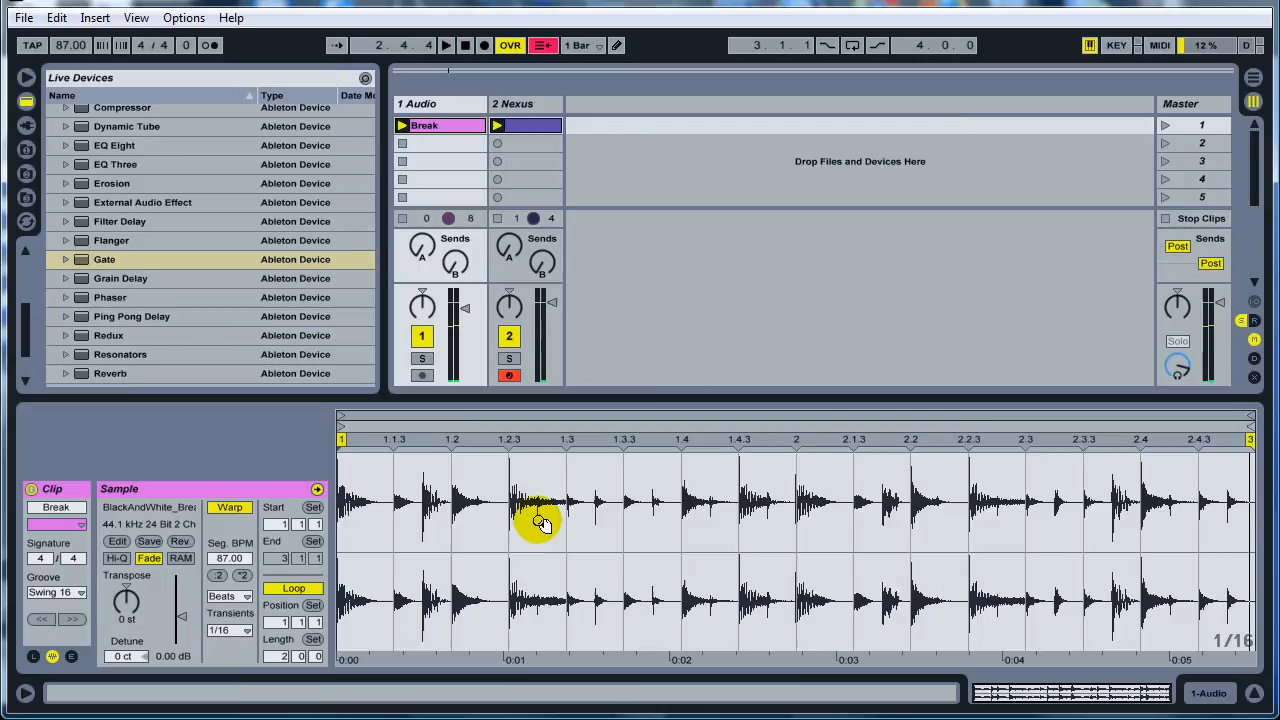 File Edit Insert View Options Help
TAP 87.00 4 / 4 0 2. 4. 4 OVR 1 Bar 3. 1. 1 4. 0. 0 KEY MIDI 12 % D
Live Devices
Name Type Date Mo
Compressor Ableton Device
Dynamic Tube Ableton Device
EQ Eight Ableton Device
EQ Three Ableton Device
Erosion Ableton Device
External Audio Effect Ableton Device
Filter Delay Ableton Device
Flanger Ableton Device
Gate Ableton Device
Grain Delay Ableton Device
Phaser Ableton Device
Ping Pong Delay Ableton Device
Redux Ableton Device
Resonators Ableton Device
Reverb Ableton Device
1 Audio 2 Nexus Master
Break 1
2
Drop Files and Devices Here 3
4
5
0 8 1 4 Stop Clips
Sends Sends Sends
A A Post
B B Post
1 2 Solo
S S
S R
M
D
X
1 1.1.3 1.2 1.2.3 1.3 1.3.3 1.4 1.4.3 2 2.1.3 2.2 2.2.3 2.3 2.3.3 2.4 2.4.3 3
Clip Sample
Break BlackAndWhite_Brea Warp Start Set
44.1 kHz 24 Bit 2 Ch 1 1 1
Signature Edit Save Rev. Seg. BPM End Set
4 / 4 Hi-Q Fade RAM 87.00 3 1 1
Groove Transpose :2 *2 Loop
Swing 16 Beats Position Set
<< >> 0 st Transients 1 1 1
1/16 Length Set
Detune
L E 0 ct 0.00 dB 2 0 0
1/16
0:00 0:01 0:02 0:03 0:04 0:05
1-Audio